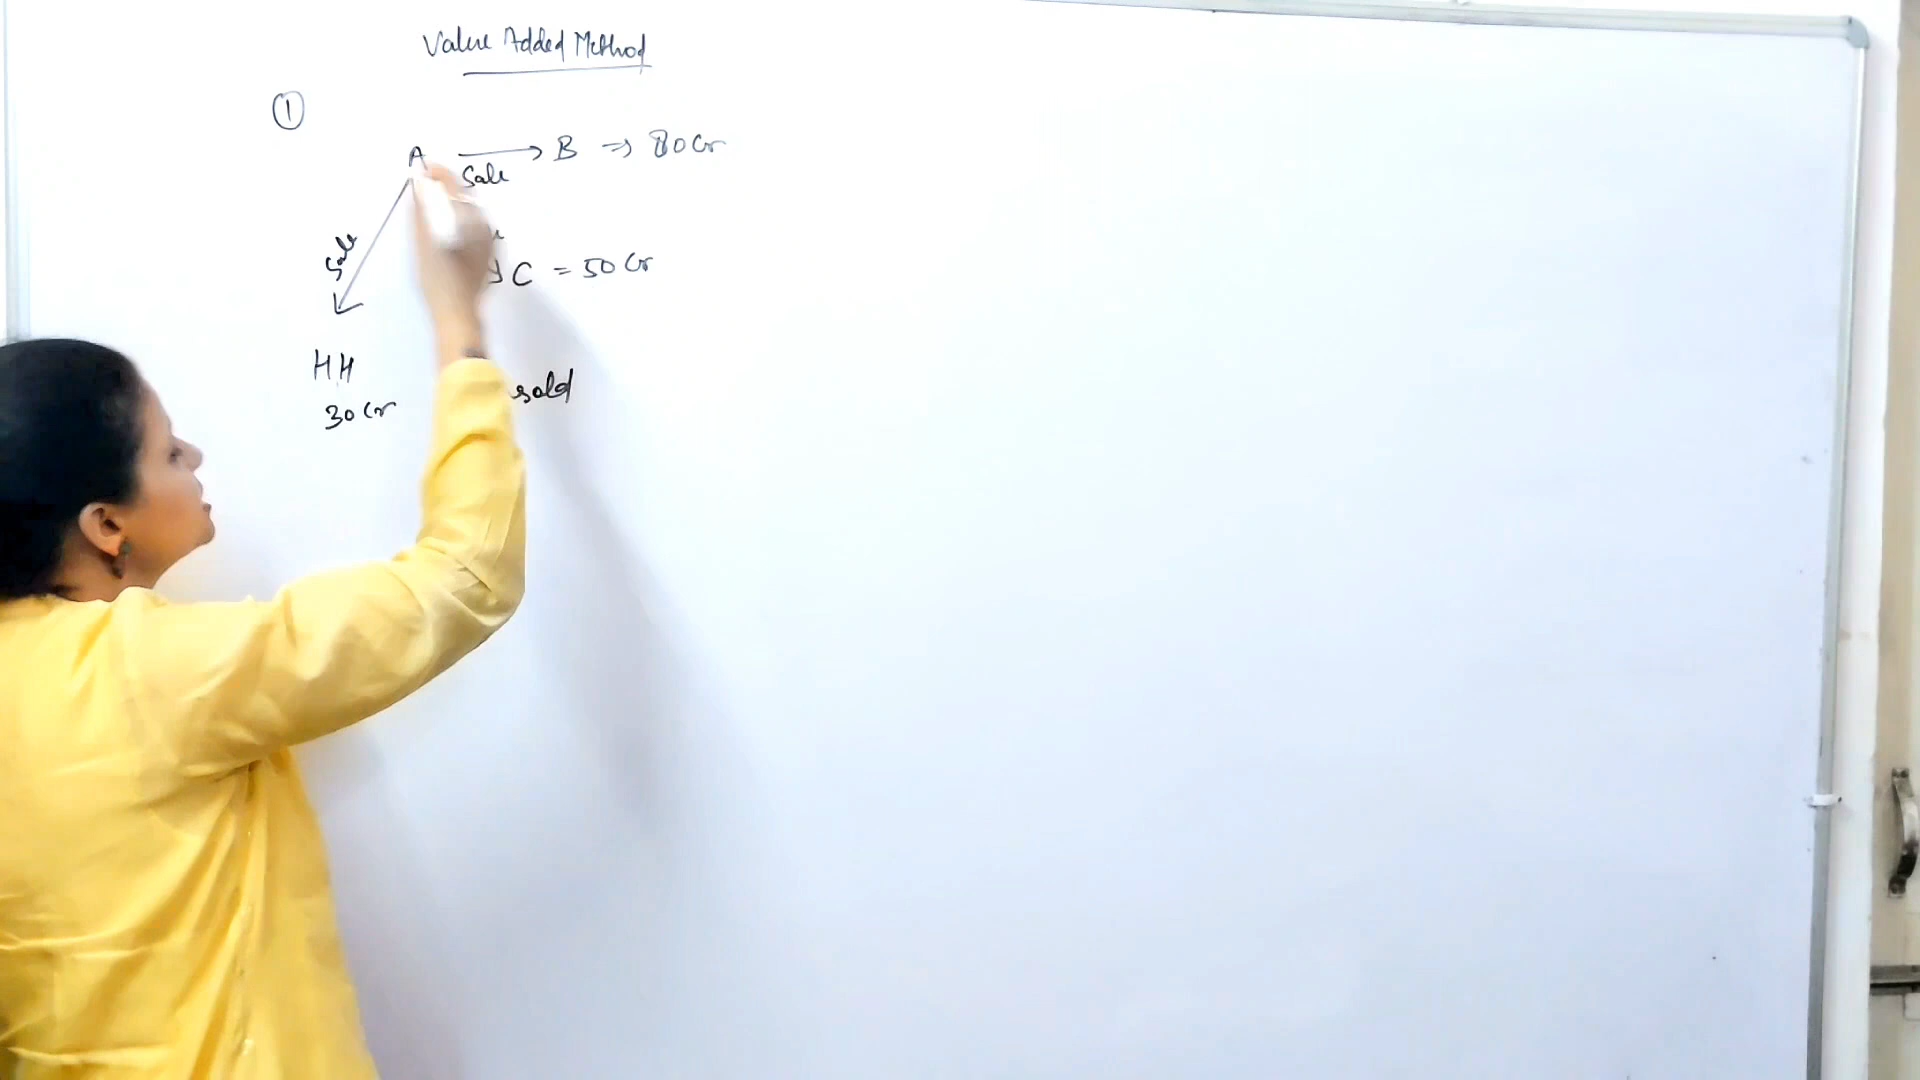 Value Added Method
1
A → B ⇒ 80 Cr
Sale
Sale
C = 50 Cr
HH
30 Cr
sold